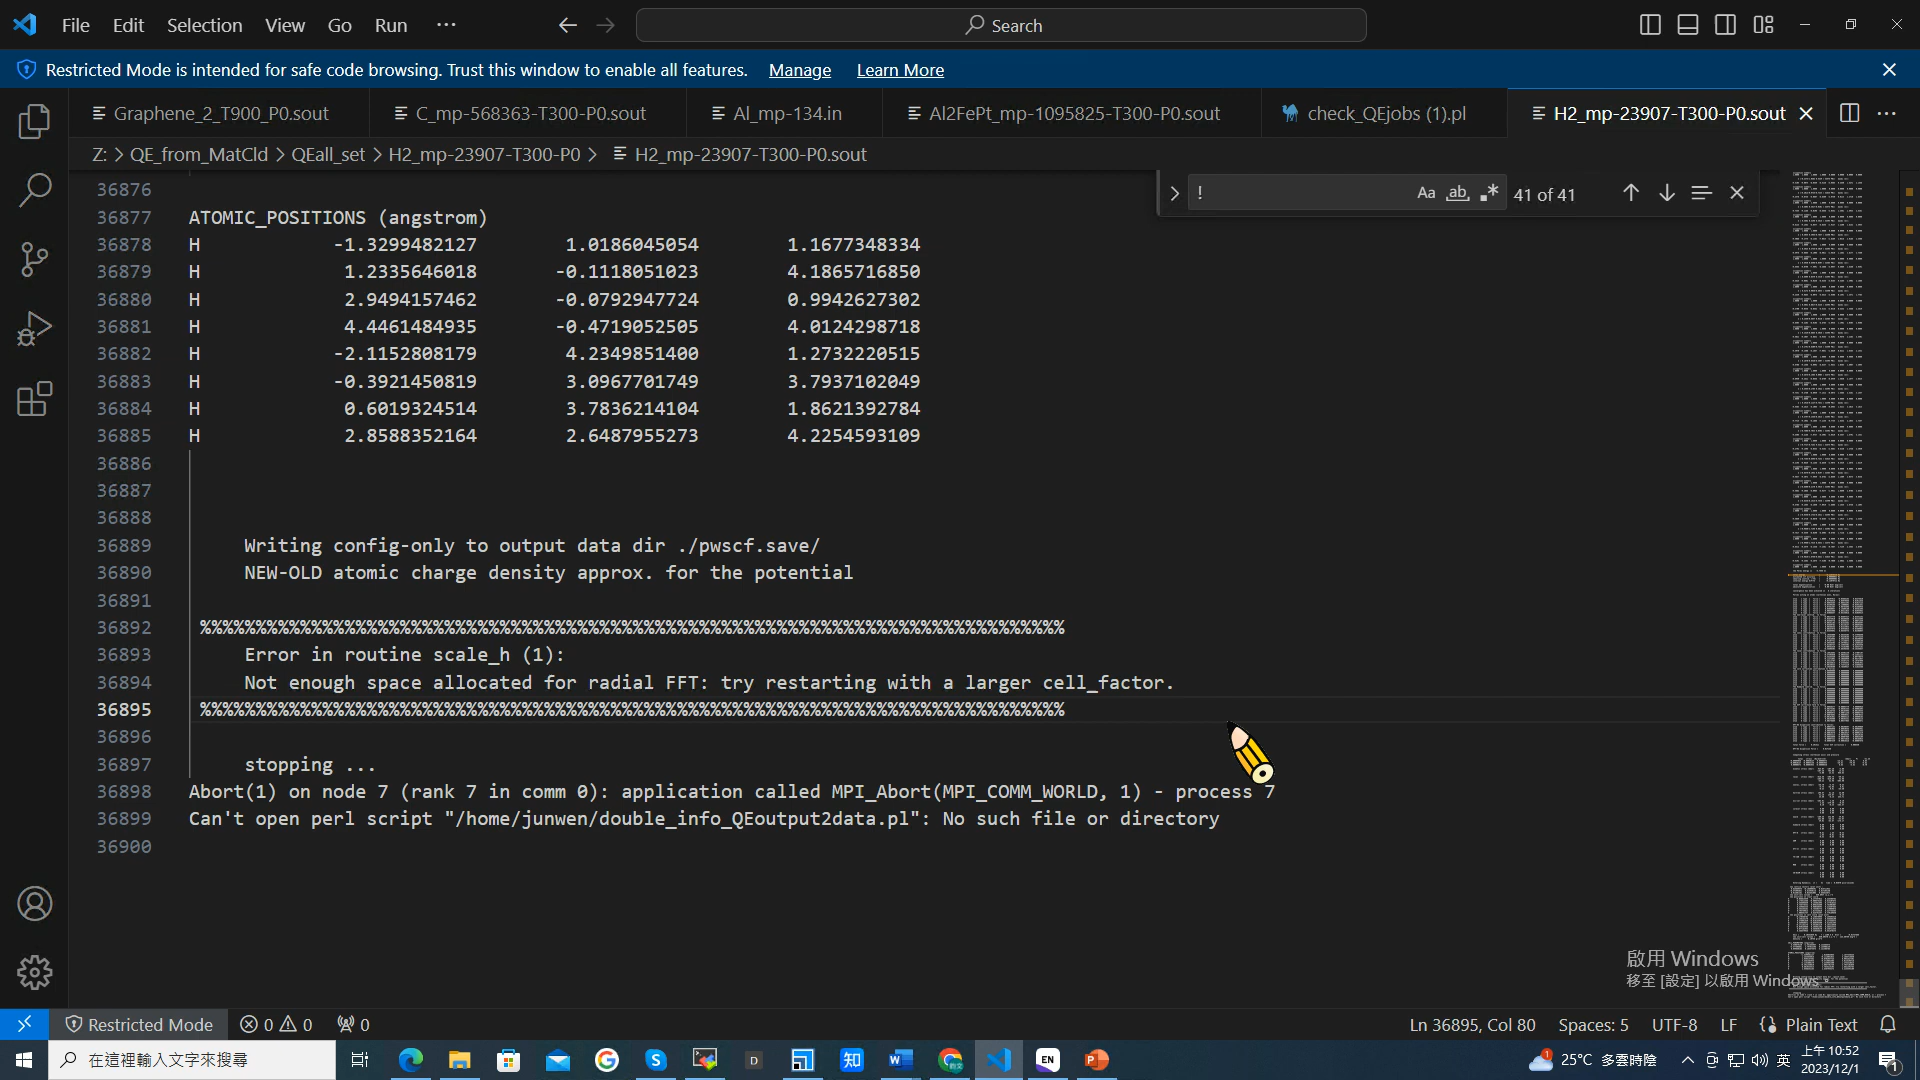 File Edit Selection View Go Run ···
Search
Restricted Mode is intended for safe code browsing. Trust this window to enable all features. Manage Learn More
Graphene_2_T900_P0.sout C_mp-568363-T300-P0.sout Al_mp-134.in Al2FePt_mp-1095825-T300-P0.sout check_QEjobs (1).pl H2_mp-23907-T300-P0.sout
Z: > QE_from_MatCld > QEall_set > H2_mp-23907-T300-P0 > H2_mp-23907-T300-P0.sout
! Aa ab 41 of 41
36876
36877 ATOMIC_POSITIONS (angstrom)
36878 H -1.3299482127 1.0186045054 1.1677348334
36879 H 1.2335646018 -0.1118051023 4.1865716850
36880 H 2.9494157462 -0.0792947724 0.9942627302
36881 H 4.4461484935 -0.4719052505 4.0124298718
36882 H -2.1152808179 4.2349851400 1.2732220515
36883 H -0.3921450819 3.0967701749 3.7937102049
36884 H 0.6019324514 3.7836214104 1.8621392784
36885 H 2.8588352164 2.6487955273 4.2254593109
36886
36887
36888
36889 Writing config-only to output data dir ./pwscf.save/
36890 NEW-OLD atomic charge density approx. for the potential
36891
36892 %%%%%%%%%%%%%%%%%%%%%%%%%%%%%%%%%%%%%%%%%%%%%%%%%%%%%%%%%%%%%%%%%%%%%%%%%%%%%%%%
36893 Error in routine scale_h (1):
36894 Not enough space allocated for radial FFT: try restarting with a larger cell_factor.
36895 %%%%%%%%%%%%%%%%%%%%%%%%%%%%%%%%%%%%%%%%%%%%%%%%%%%%%%%%%%%%%%%%%%%%%%%%%%%%%%%%
36896
36897 stopping ...
36898 Abort(1) on node 7 (rank 7 in comm 0): application called MPI_Abort(MPI_COMM_WORLD, 1) - process 7
36899 Can't open perl script "/home/junwen/double_info_QEoutput2data.pl": No such file or directory
36900
啟用 Windows
移至 [設定] 以啟用 Windows。
Restricted Mode 0 0 0 Ln 36895, Col 80 Spaces: 5 UTF-8 LF Plain Text
在這裡輸入文字來搜尋 知 EN 25°C 多雲時陰 英 上午 10:52
2023/12/1